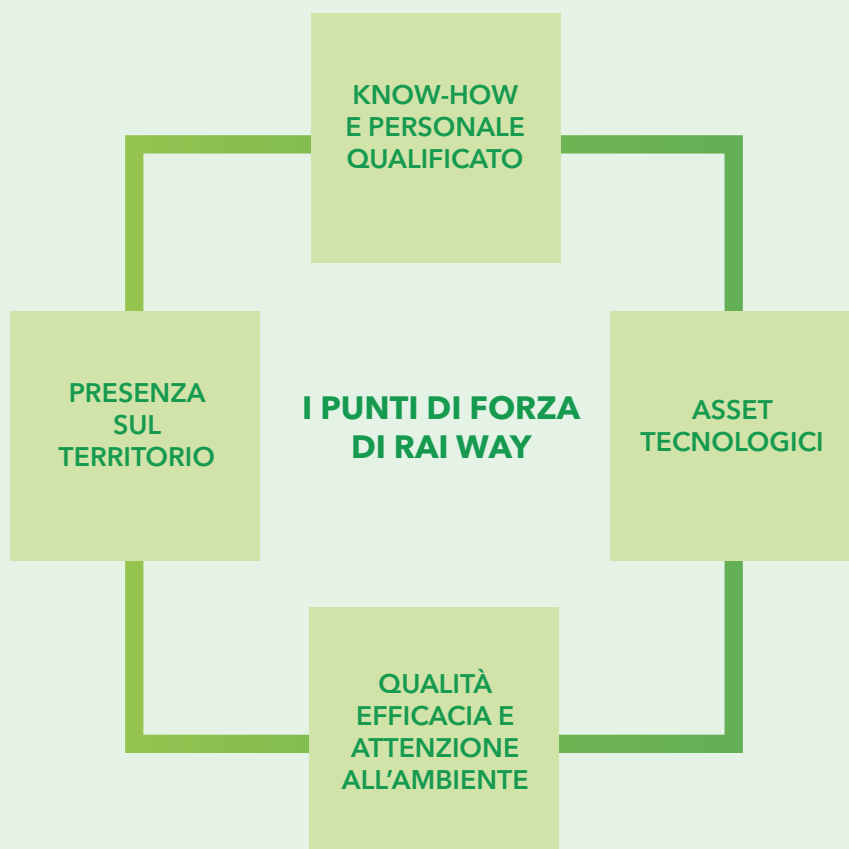 KNOW-HOW
E PERSONALE
QUALIFICATO
PRESENZA
SUL
TERRITORIO
I PUNTI DI FORZA
DI RAI WAY
ASSET
TECNOLOGICI
QUALITÀ
EFFICACIA E
ATTENZIONE
ALL’AMBIENTE